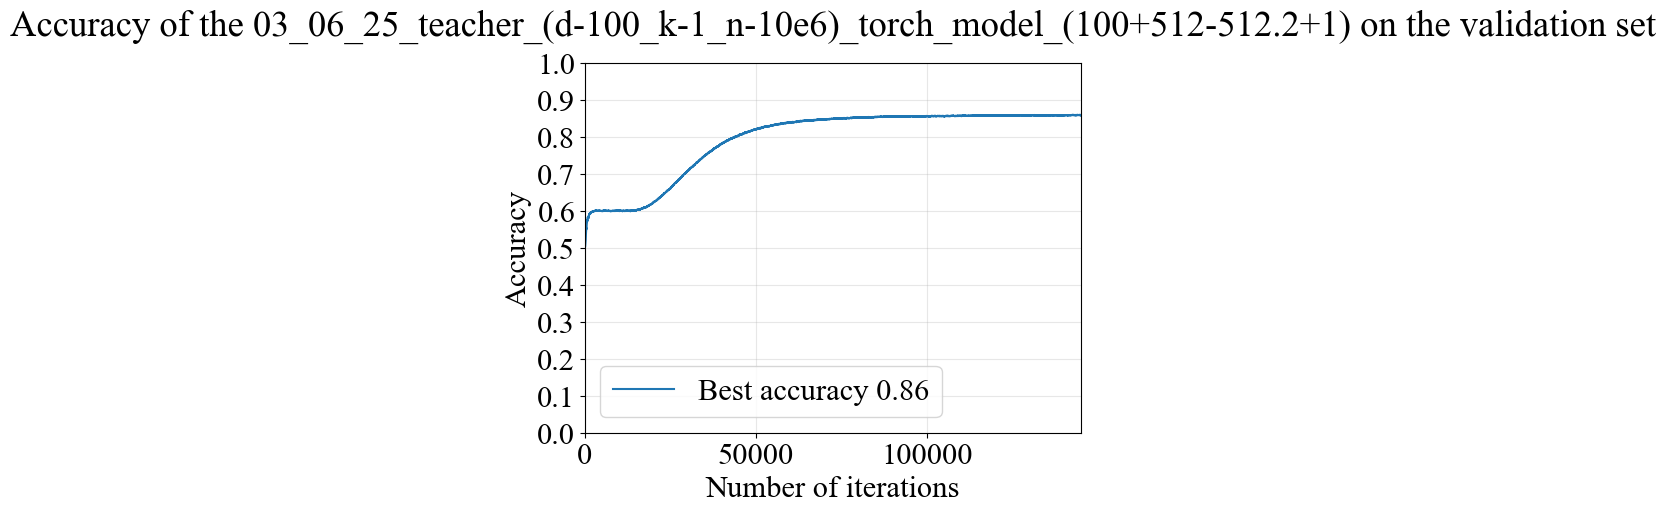 Accuracy of the 03_06_25_teacher_(d-100_k-1_n-10e6)_torch_model_(100+512-512.2+1) on the validation set
1.0
0.9
0.8
0.7
0.6
0.5
0.4
0.3
0.2
0.1
0.0
Accuracy
Best accuracy 0.86
0 50000 100000
Number of iterations